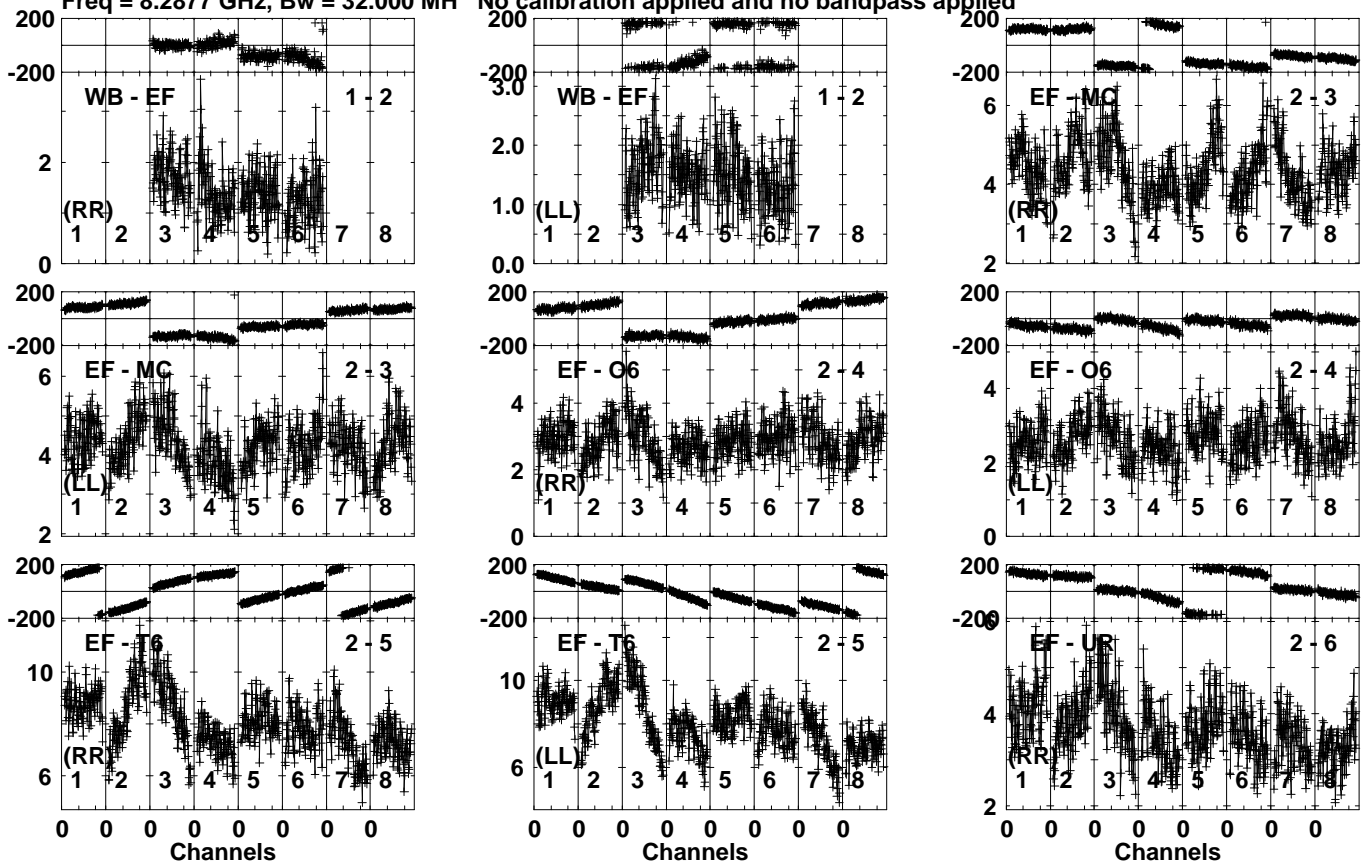 Freq = 8.2877 GHz, Bw = 32.000 MH No calibration applied and no bandpass applied
200
-200
WB - EF 1 - 2
2
(RR)
1 2 3 4 5 6 7 8
0
200
-200
3.0
WB - EF 1 - 2
2.0
1.0
(LL)
1 2 3 4 5 6 7 8
0.0
200
-200
EF - MC 2 - 3
6
4
(RR)
1 2 3 4 5 6 7 8
2
200
-200
EF - MC 2 - 3
6
4
(LL)
1 2 3 4 5 6 7 8
2
200
-200
EF - O6 2 - 4
4
2
(RR)
1 2 3 4 5 6 7 8
0
200
-200
EF - O6 2 - 4
4
2
(LL)
1 2 3 4 5 6 7 8
0
200
-200
EF - T6 2 - 5
10
(RR)
6
1 2 3 4 5 6 7 8
0 0 0 0 0 0 0 0
Channels
200
-200
EF - T6 2 - 5
10
6
(LL)
1 2 3 4 5 6 7 8
0 0 0 0 0 0 0 0
Channels
200
-200
6
EF - UR 2 - 6
4
(RR)
1 2 3 4 5 6 7 8
2
0 0 0 0 0 0 0 0
Channels